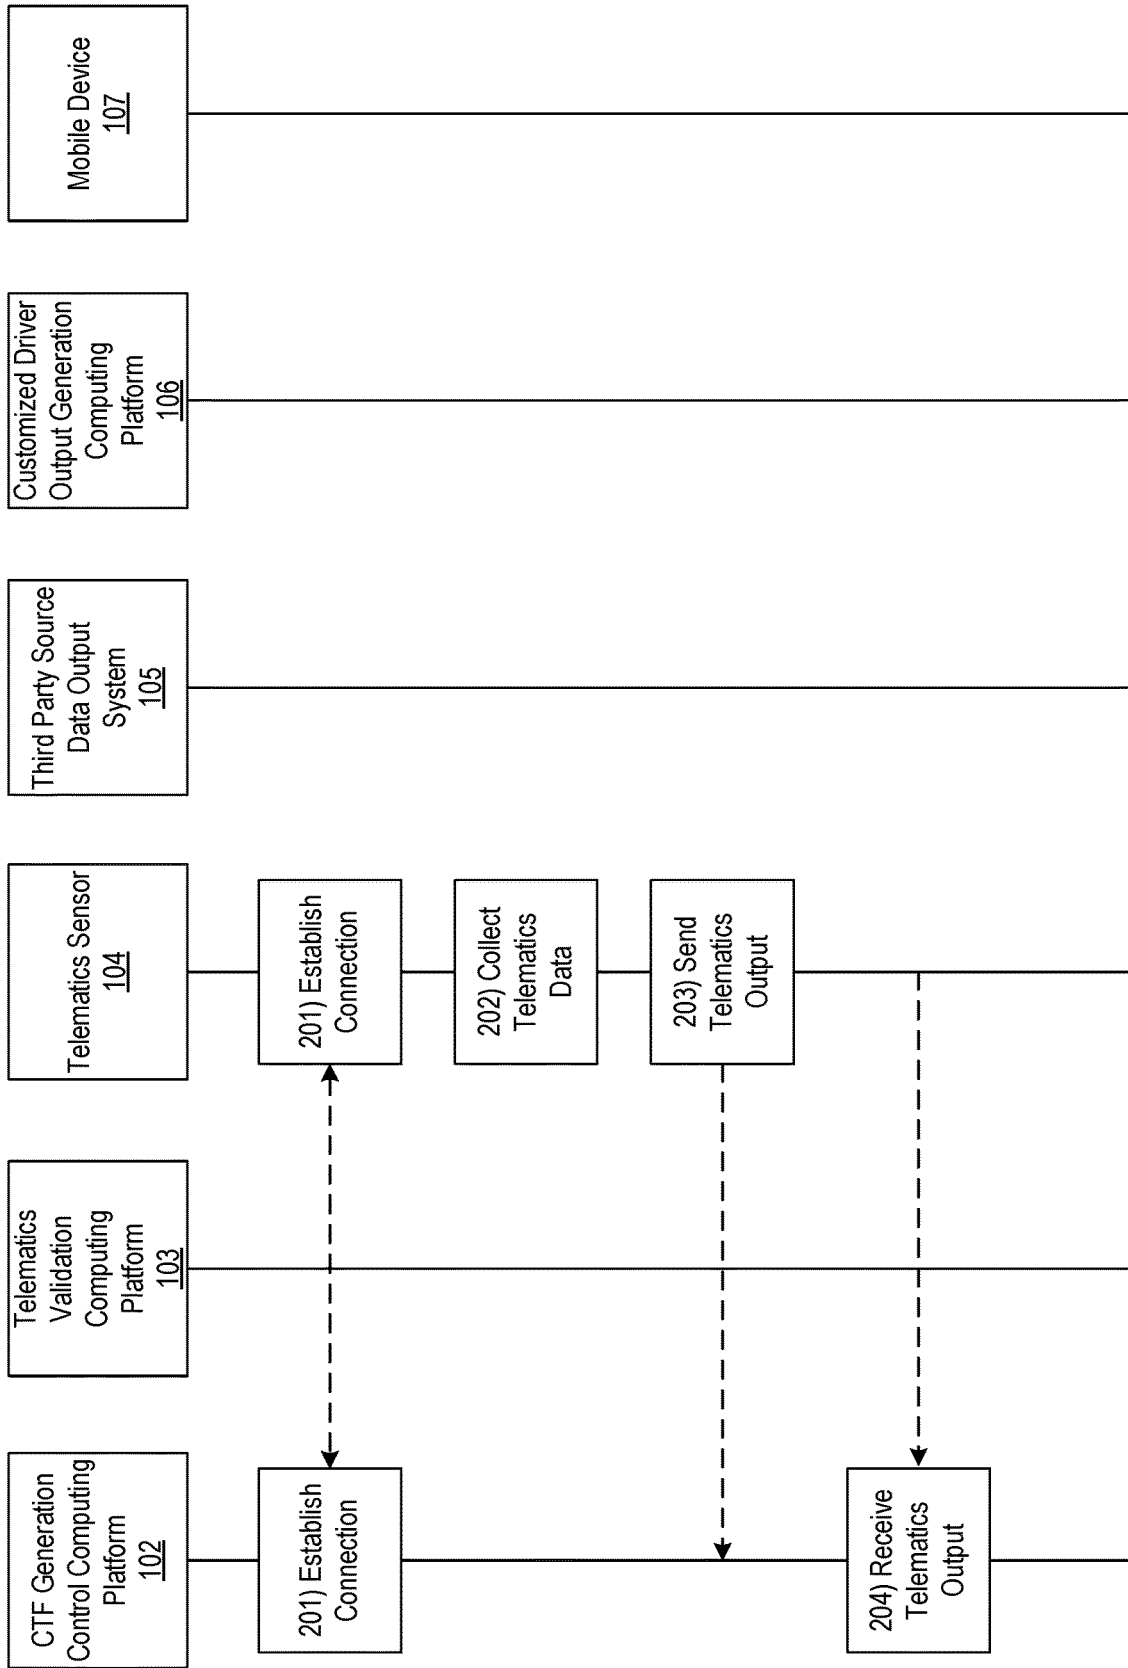 CTF Generation
Control Computing
Platform
102
Telematics
Validation
Computing
Platform
103
Telematics Sensor
104
Third Party Source
Data Output
System
105
Customized Driver
Output Generation
Computing
Platform
106
Mobile Device
107
201) Establish
Connection
201) Establish
Connection
202) Collect
Telematics
Data
203) Send
Telematics
Output
204) Receive
Telematics
Output